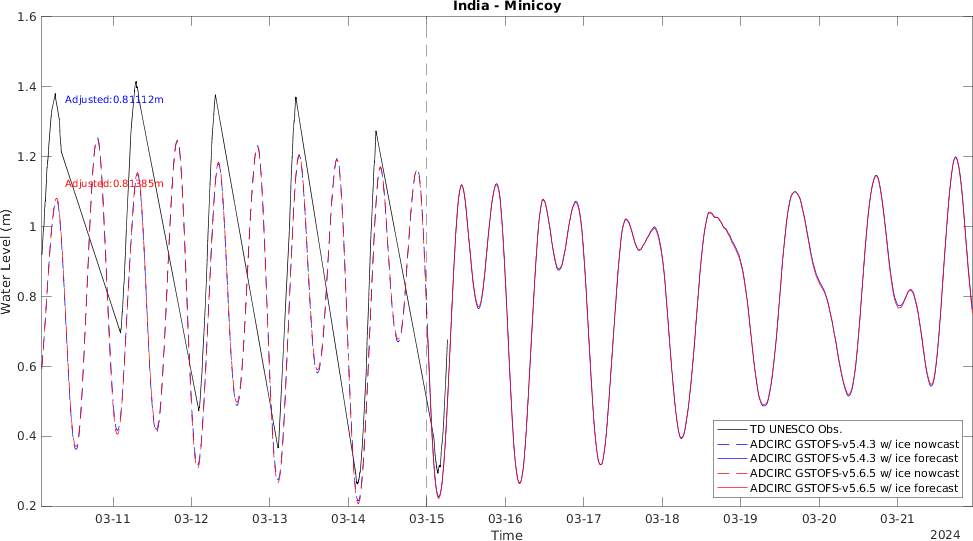 India - Minicoy
1.6
1.4
1.2
1
0.8
0.6
0.4
0.2
Water Level (m)
Adjusted:0.81112m
Adjusted:0.81385m
TD UNESCO Obs.
ADCIRC GSTOFS-v5.4.3 w/ ice nowcast
ADCIRC GSTOFS-v5.4.3 w/ ice forecast
ADCIRC GSTOFS-v5.6.5 w/ ice nowcast
ADCIRC GSTOFS-v5.6.5 w/ ice forecast
03-11 03-12 03-13 03-14 03-15 03-16 03-17 03-18 03-19 03-20 03-21
Time
2024